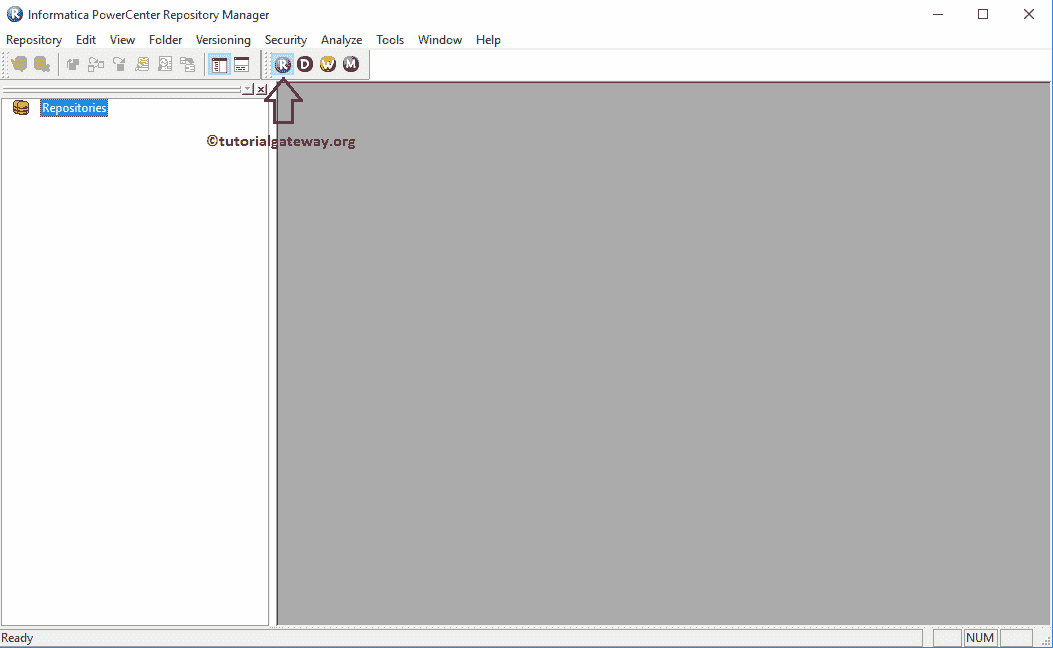 R Informatica PowerCenter Repository Manager
Repository Edit View Folder Versioning Security Analyze Tools Window Help
R D W M
Repositories
©tutorialgateway.org
Ready NUM